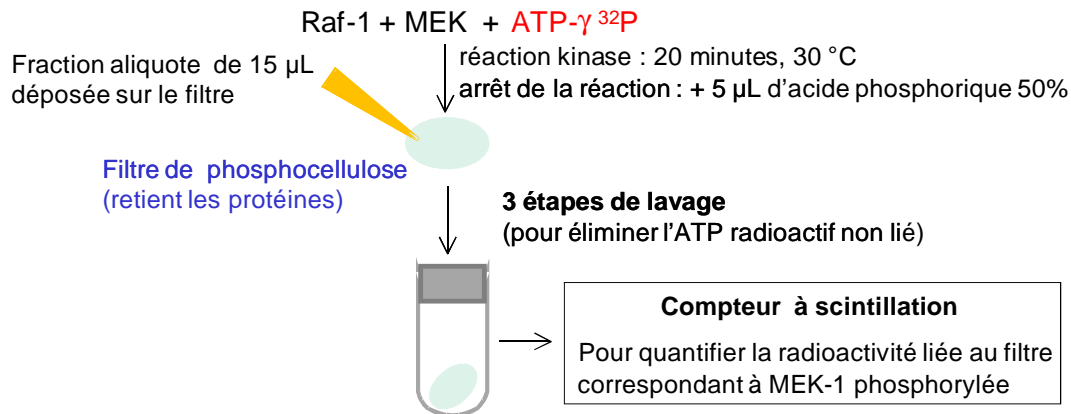 Raf-1 + MEK + ATP-γ ³²P
réaction kinase : 20 minutes, 30 °C
arrêt de la réaction : + 5 µL d'acide phosphorique 50%
Fraction aliquote de 15 µL
déposée sur le filtre
Filtre de phosphocellulose
(retient les protéines)
3 étapes de lavage
(pour éliminer l'ATP radioactif non lié)
Compteur à scintillation
Pour quantifier la radioactivité liée au filtre
correspondant à MEK-1 phosphorylée